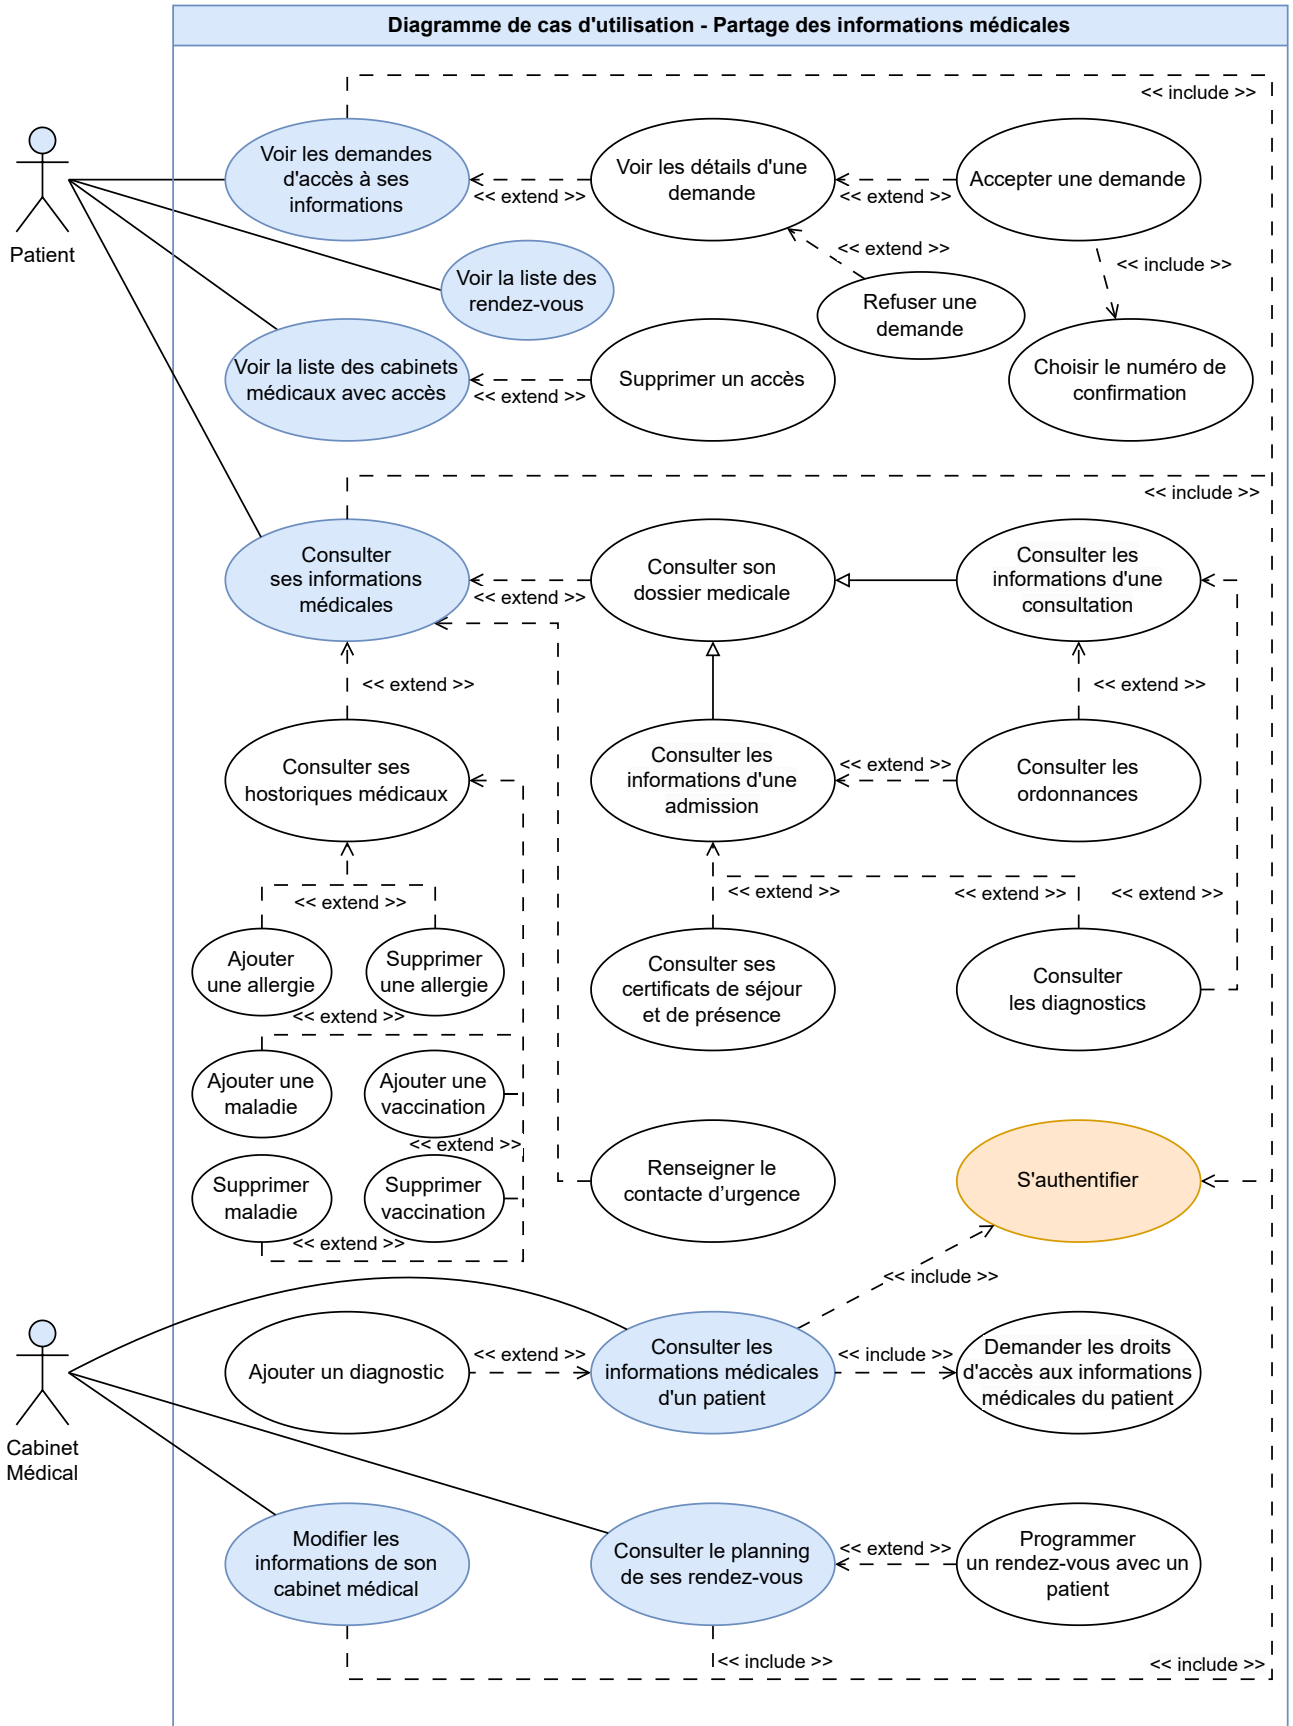 Diagramme de cas d'utilisation - Partage des informations médicales
<< include >>
Patient
Voir les demandes
d'accès à ses
informations
<< extend >>
Voir les détails d'une
demande
<< extend >>
Accepter une demande
<< extend >>
<< include >>
Voir la liste des
rendez-vous
Refuser une
demande
Voir la liste des cabinets
médicaux avec accès
<< extend >>
Supprimer un accès
Choisir le numéro de
confirmation
<< include >>
Consulter
ses informations
médicales
<< extend >>
Consulter son
dossier medicale
Consulter les
informations d'une
consultation
<< extend >>
<< extend >>
Consulter ses
hostoriques médicaux
Consulter les
informations d'une
admission
<< extend >>
Consulter les
ordonnances
<< extend >>
<< extend >>
<< extend >>
<< extend >>
Ajouter
une allergie
Supprimer
une allergie
Consulter ses
certificats de séjour
et de présence
Consulter
les diagnostics
<< extend >>
Ajouter une
maladie
Ajouter une
vaccination
<< extend >>
Supprimer
maladie
Supprimer
vaccination
Renseigner le
contacte d’urgence
S'authentifier
<< extend >>
<< include >>
Cabinet
Médical
Ajouter un diagnostic
<< extend >>
Consulter les
informations médicales
d'un patient
<< include >>
Demander les droits
d'accès aux informations
médicales du patient
Modifier les
informations de son
cabinet médical
Consulter le planning
de ses rendez-vous
<< extend >>
Programmer
un rendez-vous avec un
patient
<< include >>
<< include >>